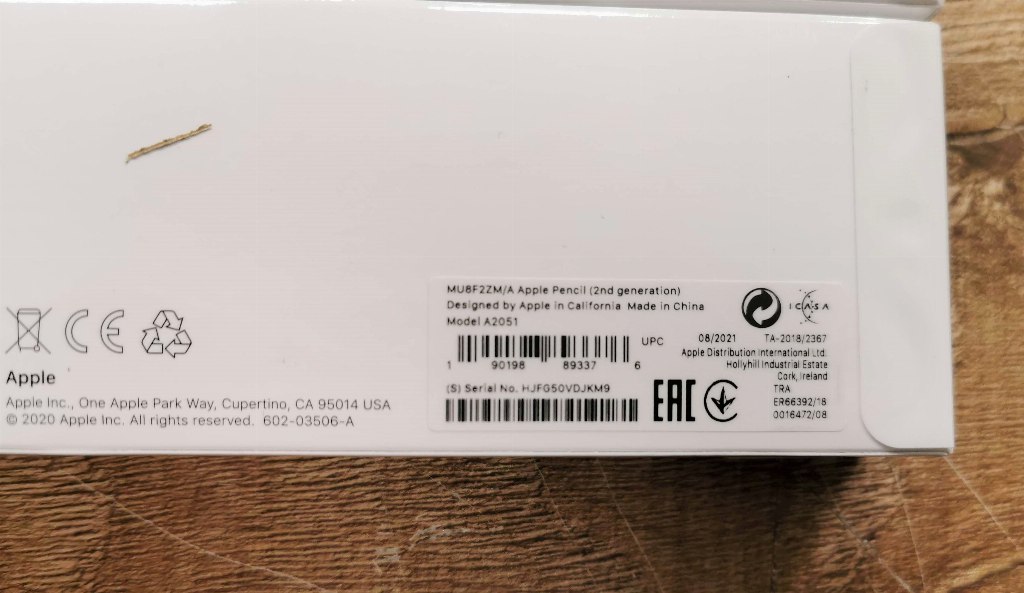 Apple
Apple Inc., One Apple Park Way, Cupertino, CA 95014 USA
© 2020 Apple Inc. All rights reserved. 602-03506-A
MU8F2ZM/A Apple Pencil (2nd generation)
Designed by Apple in California Made in China
Model A2051
UPC
1 90198 89337 6
(S) Serial No. HJFG50VDJKM9
ICASA
08/2021 TA-2018/2367
Apple Distribution International Ltd.
Hollyhill Industrial Estate
Cork, Ireland
EAC
TRA
ER66392/18
0016472/08